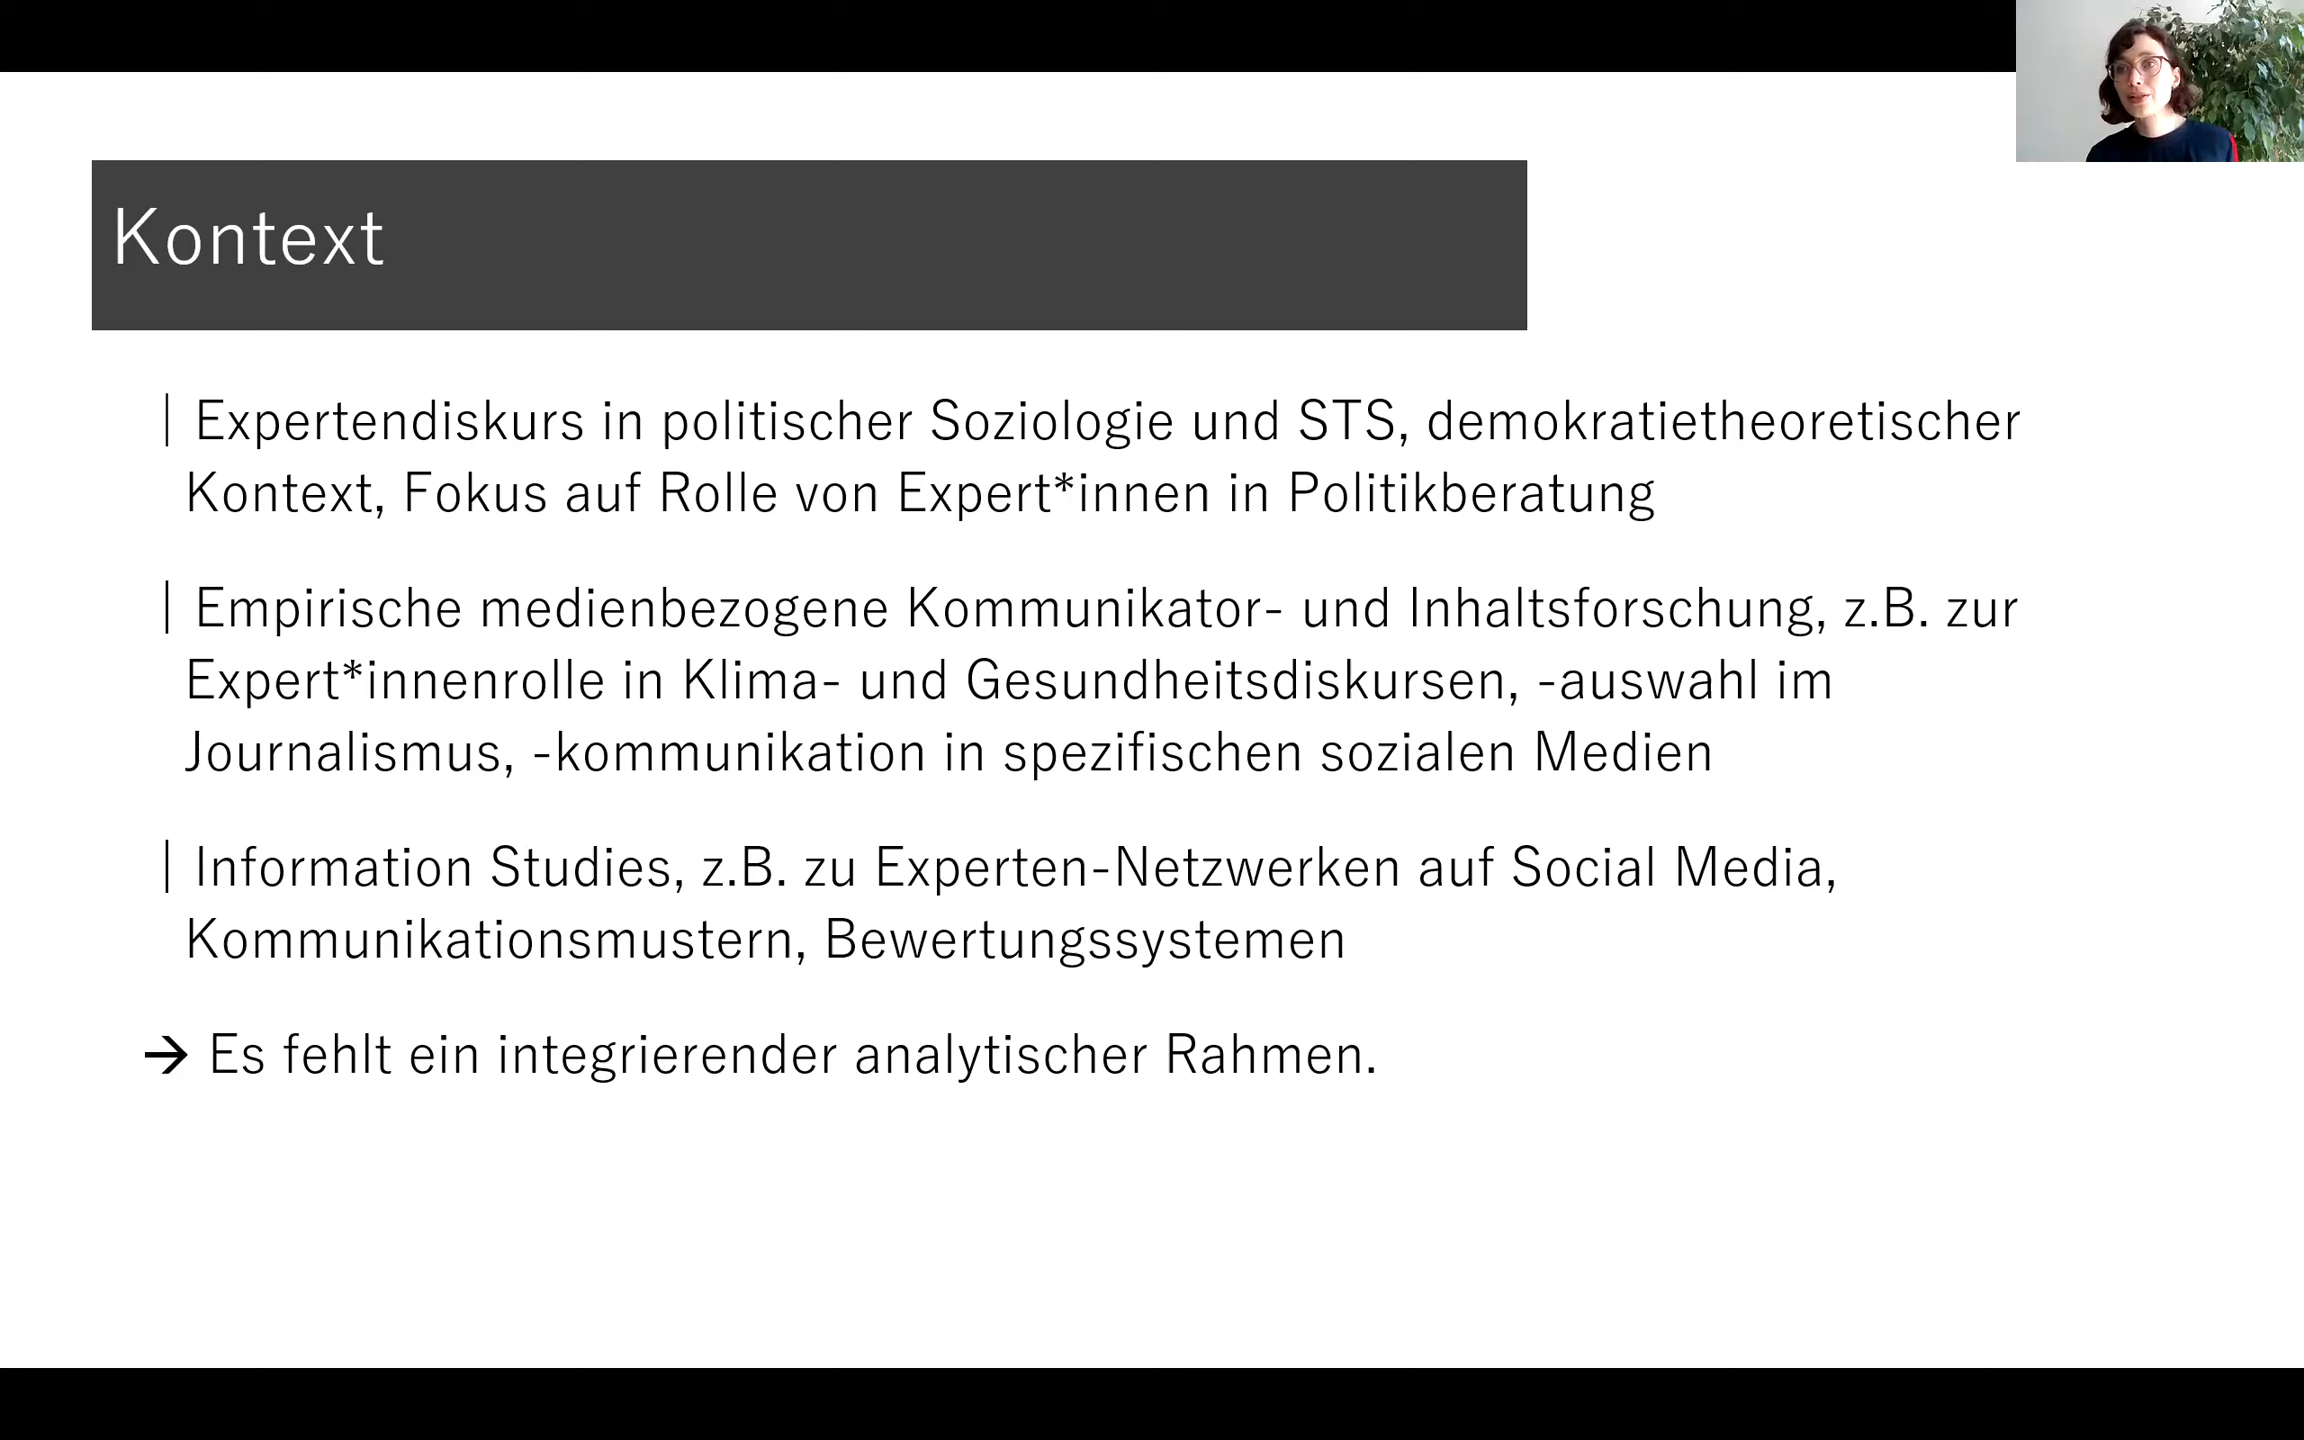 Kontext
| Expertendiskurs in politischer Soziologie und STS, demokratietheoretischer
Kontext, Fokus auf Rolle von Expert*innen in Politikberatung
| Empirische medienbezogene Kommunikator- und Inhaltsforschung, z.B. zur
Expert*innenrolle in Klima- und Gesundheitsdiskursen, -auswahl im
Journalismus, -kommunikation in spezifischen sozialen Medien
| Information Studies, z.B. zu Experten-Netzwerken auf Social Media,
Kommunikationsmustern, Bewertungssystemen
→ Es fehlt ein integrierender analytischer Rahmen.